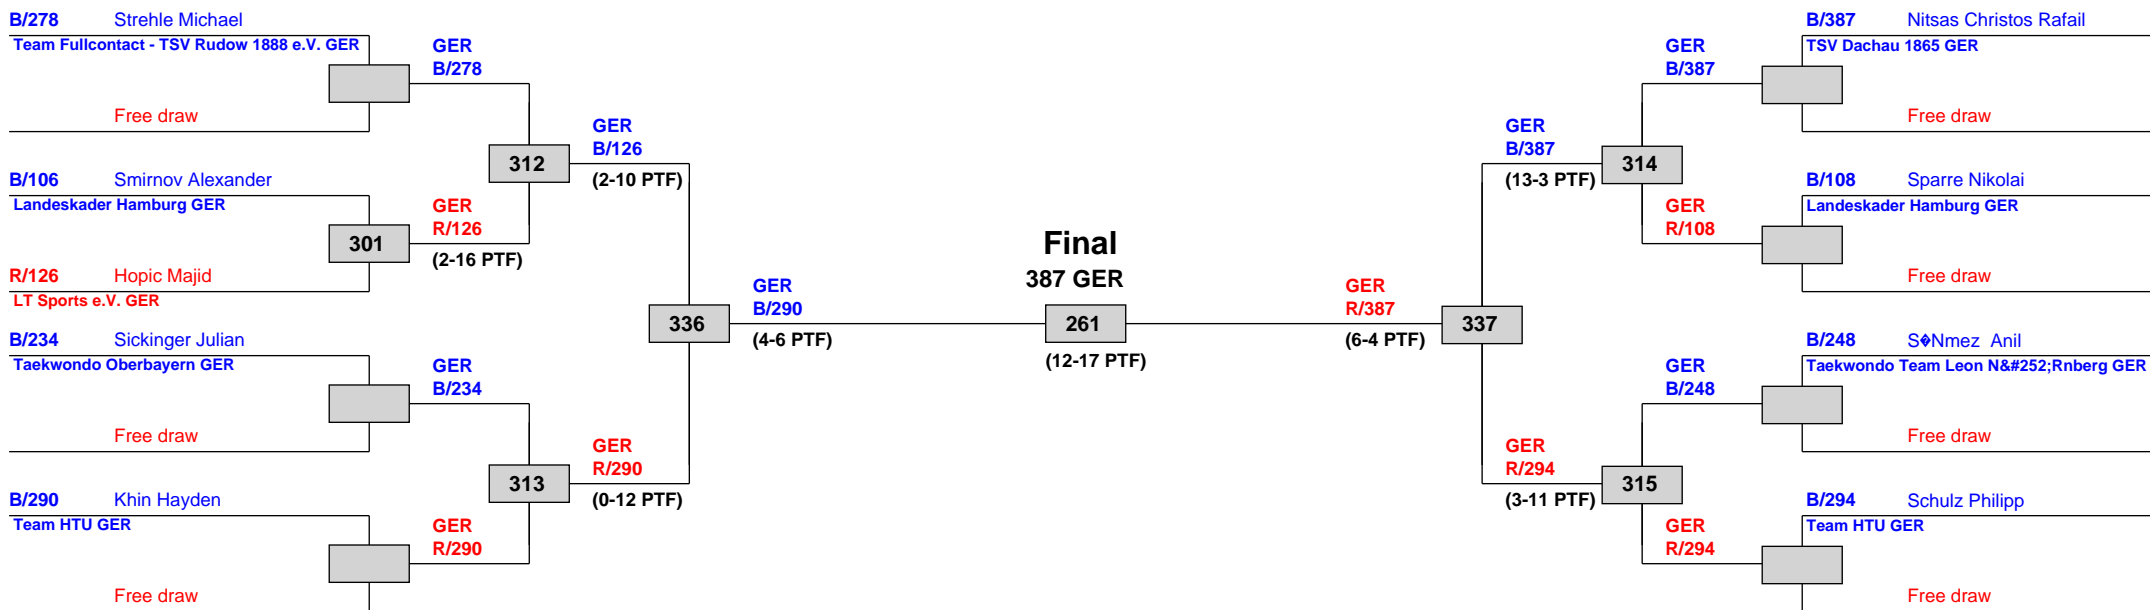 B/278 Strehle Michael
Team Fullcontact - TSV Rudow 1888 e.V. GER
Free draw
B/106 Smirnov Alexander
Landeskader Hamburg GER
301
R/126 Hopic Majid
LT Sports e.V. GER
B/234 Sickinger Julian
Taekwondo Oberbayern GER
Free draw
B/290 Khin Hayden
Team HTU GER
Free draw
GER
B/278
312
GER
R/126
(2-16 PTF)
GER
B/234
313
GER
R/290
GER
B/126
(2-10 PTF)
336
GER
R/290
(0-12 PTF)
GER
B/290
(4-6 PTF)
Final
387 GER
261
(12-17 PTF)
GER
R/387
(6-4 PTF)
337
GER
B/387
(13-3 PTF)
314
GER
R/294
(3-11 PTF)
315
GER
B/387
GER
R/108
GER
B/248
GER
R/294
B/387 Nitsas Christos Rafail
TSV Dachau 1865 GER
Free draw
B/108 Sparre Nikolai
Landeskader Hamburg GER
Free draw
B/248 S�Nmez Anil
Taekwondo Team Leon N&#252;Rnberg GER
Free draw
B/294 Schulz Philipp
Team HTU GER
Free draw